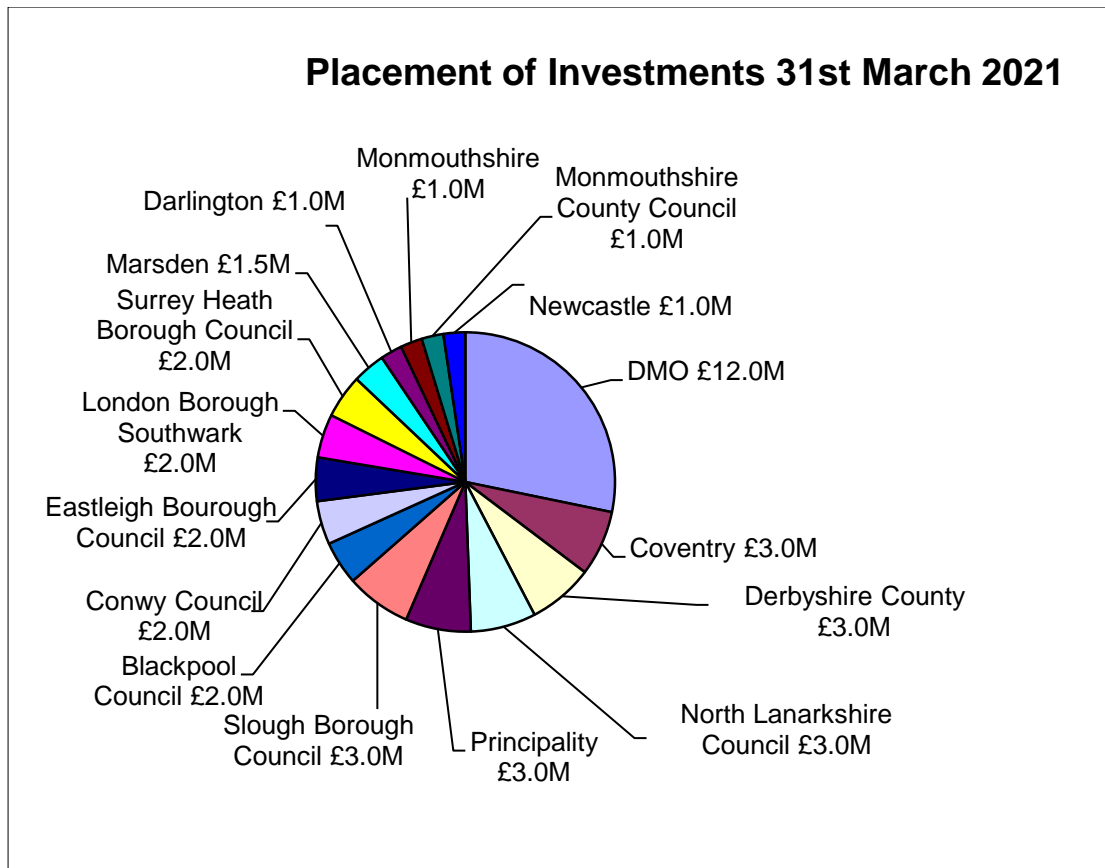 Placement of Investments 31st March 2021
Monmouthshire
£1.0M
Monmouthshire
County Council
£1.0M
Darlington £1.0M
Marsden £1.5M
Newcastle £1.0M
Surrey Heath
Borough Council
£2.0M
DMO £12.0M
London Borough
Southwark
£2.0M
Eastleigh Bourough
Council £2.0M
Coventry £3.0M
Conwy Council
£2.0M
Derbyshire County
£3.0M
Blackpool
Council £2.0M
Slough Borough
Council £3.0M
Principality
£3.0M
North Lanarkshire
Council £3.0M